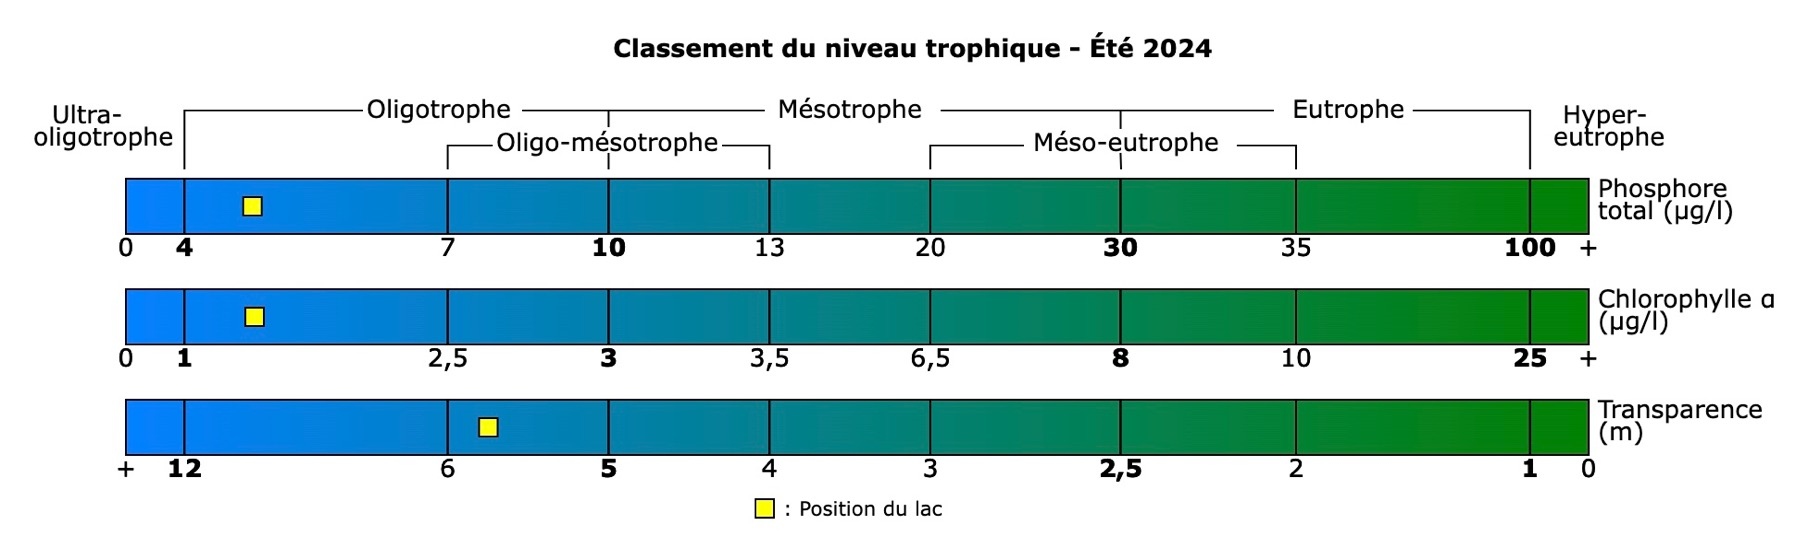 Classement du niveau trophique - Été 2024
Ultra-
oligotrophe
Oligotrophe
Mésotrophe
Eutrophe
Hyper-
eutrophe
Oligo-mésotrophe
Méso-eutrophe
Phosphore
total (µg/l)
0 4 7 10 13 20 30 35 100 +
Chlorophylle ɑ
(µg/l)
0 1 2,5 3 3,5 6,5 8 10 25 +
Transparence
(m)
+ 12 6 5 4 3 2,5 2 1 0
: Position du lac